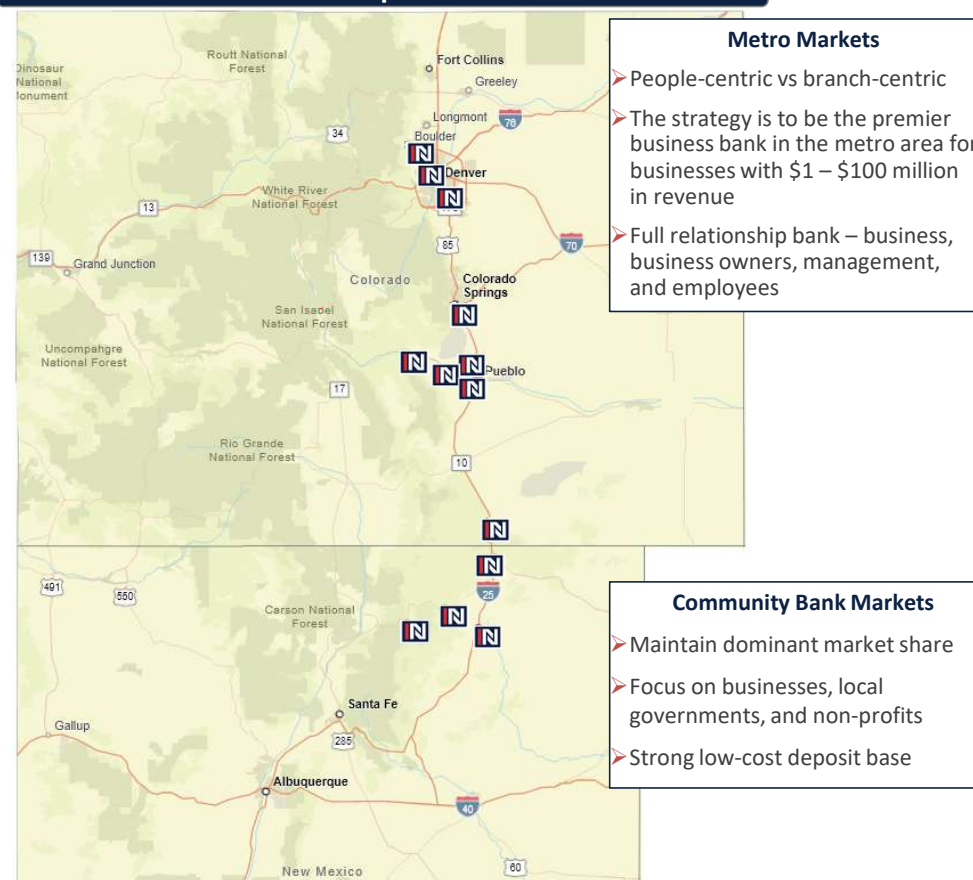 Metro Markets
People-centric vs branch-centric
The strategy is to be the premier
business bank in the metro area for
businesses with $1 – $100 million
in revenue
Full relationship bank – business,
business owners, management,
and employees
Routt National
Forest
Dinosaur
National
Monument
Fort Collins
Greeley
Longmont
Boulder
34
76
Denver
White River
National Forest
13
85
70
139
Grand Junction
Colorado
Colorado
Springs
San Isabel
National Forest
Uncompahgre
National Forest
17
Pueblo
Rio Grande
National Forest
10
491
550
25
Carson National
Forest
Community Bank Markets
Maintain dominant market share
Focus on businesses, local
governments, and non-profits
Strong low-cost deposit base
Santa Fe
Gallup
285
Albuquerque
40
60
New Mexico